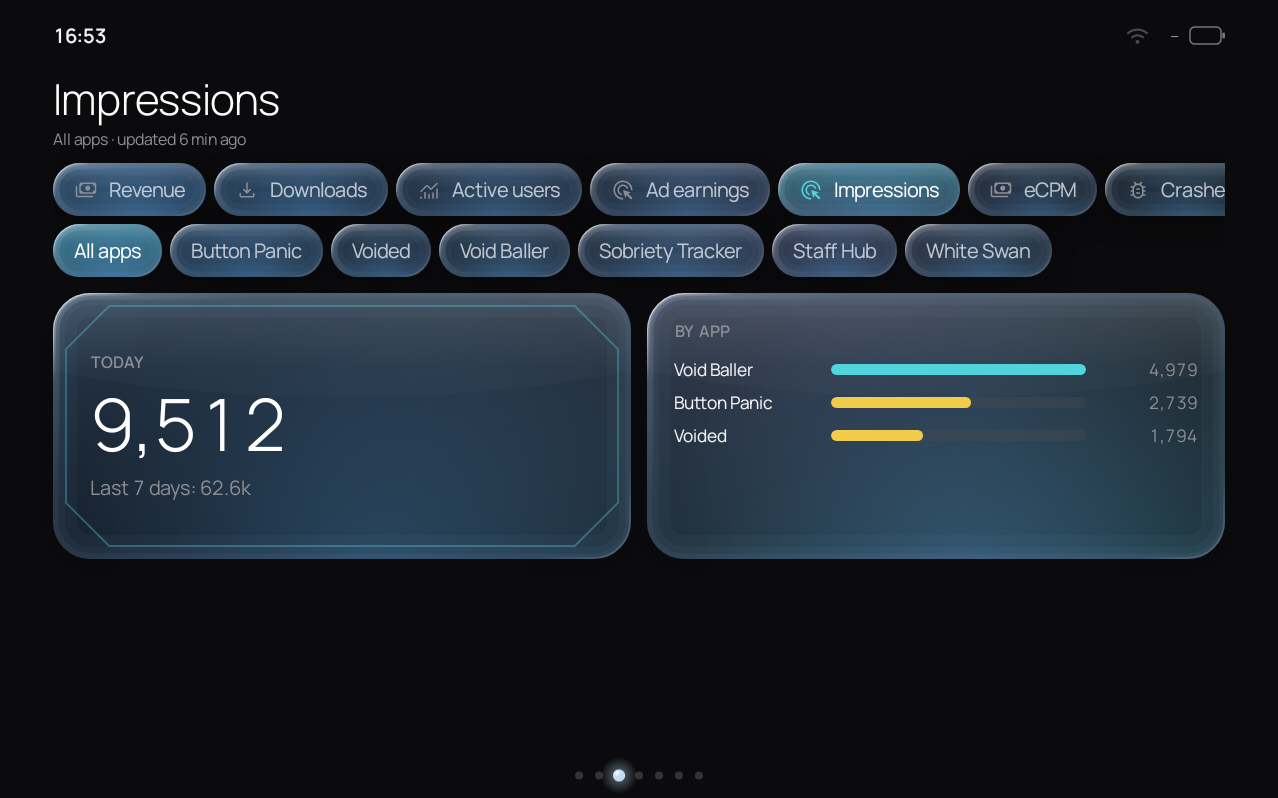 16:53
–
Impressions
All apps · updated 6 min ago
Revenue Downloads Active users Ad earnings Impressions eCPM Crashe
All apps Button Panic Voided Void Baller Sobriety Tracker Staff Hub White Swan
TODAY
9,512
Last 7 days: 62.6k
BY APP
Void Baller 4,979
Button Panic 2,739
Voided 1,794